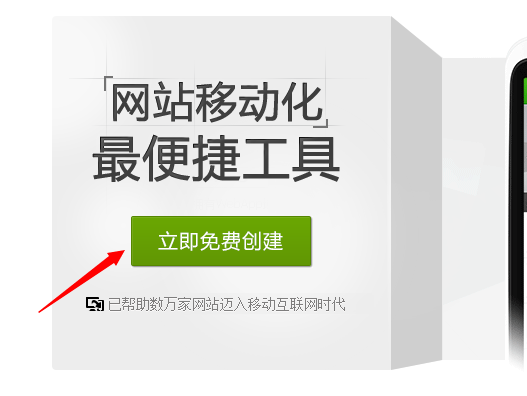 「网站移动化」
最便捷工具
立即免费创建
已帮助数万家网站迈入移动互联网时代